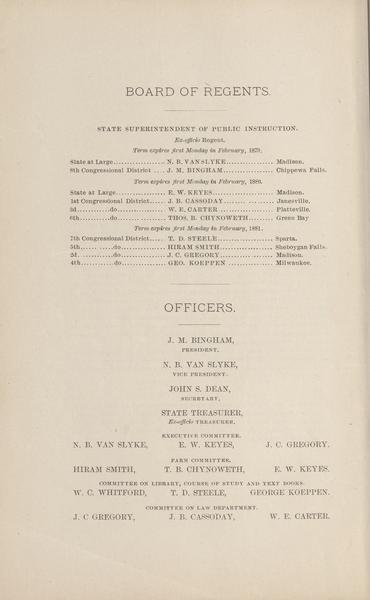 BOARD OF REGENTS.
STATE SUPERINTENDENT OF PUBLIC INSTRUCTION.
Ex-officio Regent.
Term expires first Monday in February, 1879.
State at Large.................... N. B. VAN SLYKE.................. Madison.
8th Congressional District .... J. M. BINGHAM................... Chippewa Falls.
Term expires first Monday in February, 1880.
State at Large.................... E. W. KEYES...................... Madison.
1st Congressional District..... J. B. CASSODAY................... Janesville.
3d............do.................. W. E. CARTER .................... Platteville.
6th...........do.................. THOS. B. CHYNOWETH.......... Green Bay
Term expires first Monday in February, 1881.
7th Congressional District..... T. D. STEELE..................... Sparta.
5th...........do.................. HIRAM SMITH..................... Sheboygan Falls.
2d............do.................. J. C. GREGORY.................... Madison.
4th...........do.................. GEO. KOEPPEN ................... Milwaukee.
OFFICERS.
J. M. BINGHAM,
PRESIDENT.
N. B. VAN SLYKE,
VICE PRESIDENT.
JOHN S. DEAN,
SECRETARY,
STATE TREASURER,
Ex-officio TREASURER.
EXECUTIVE COMMITTEE.
N. B. VAN SLYKE, E. W. KEYES, J. C. GREGORY.
FARM COMMITTEE.
HIRAM SMITH, T. B. CHYNOWETH, E. W. KEYES.
COMMITTEE ON LIBRARY, COURSE OF STUDY AND TEXT BOOKS.
W. C. WHITFORD, T. D. STEELE, GEORGE KOEPPEN.
COMMITTEE ON LAW DEPARTMENT.
J. C GREGORY, J. B. CASSODAY, W. E. CARTER.